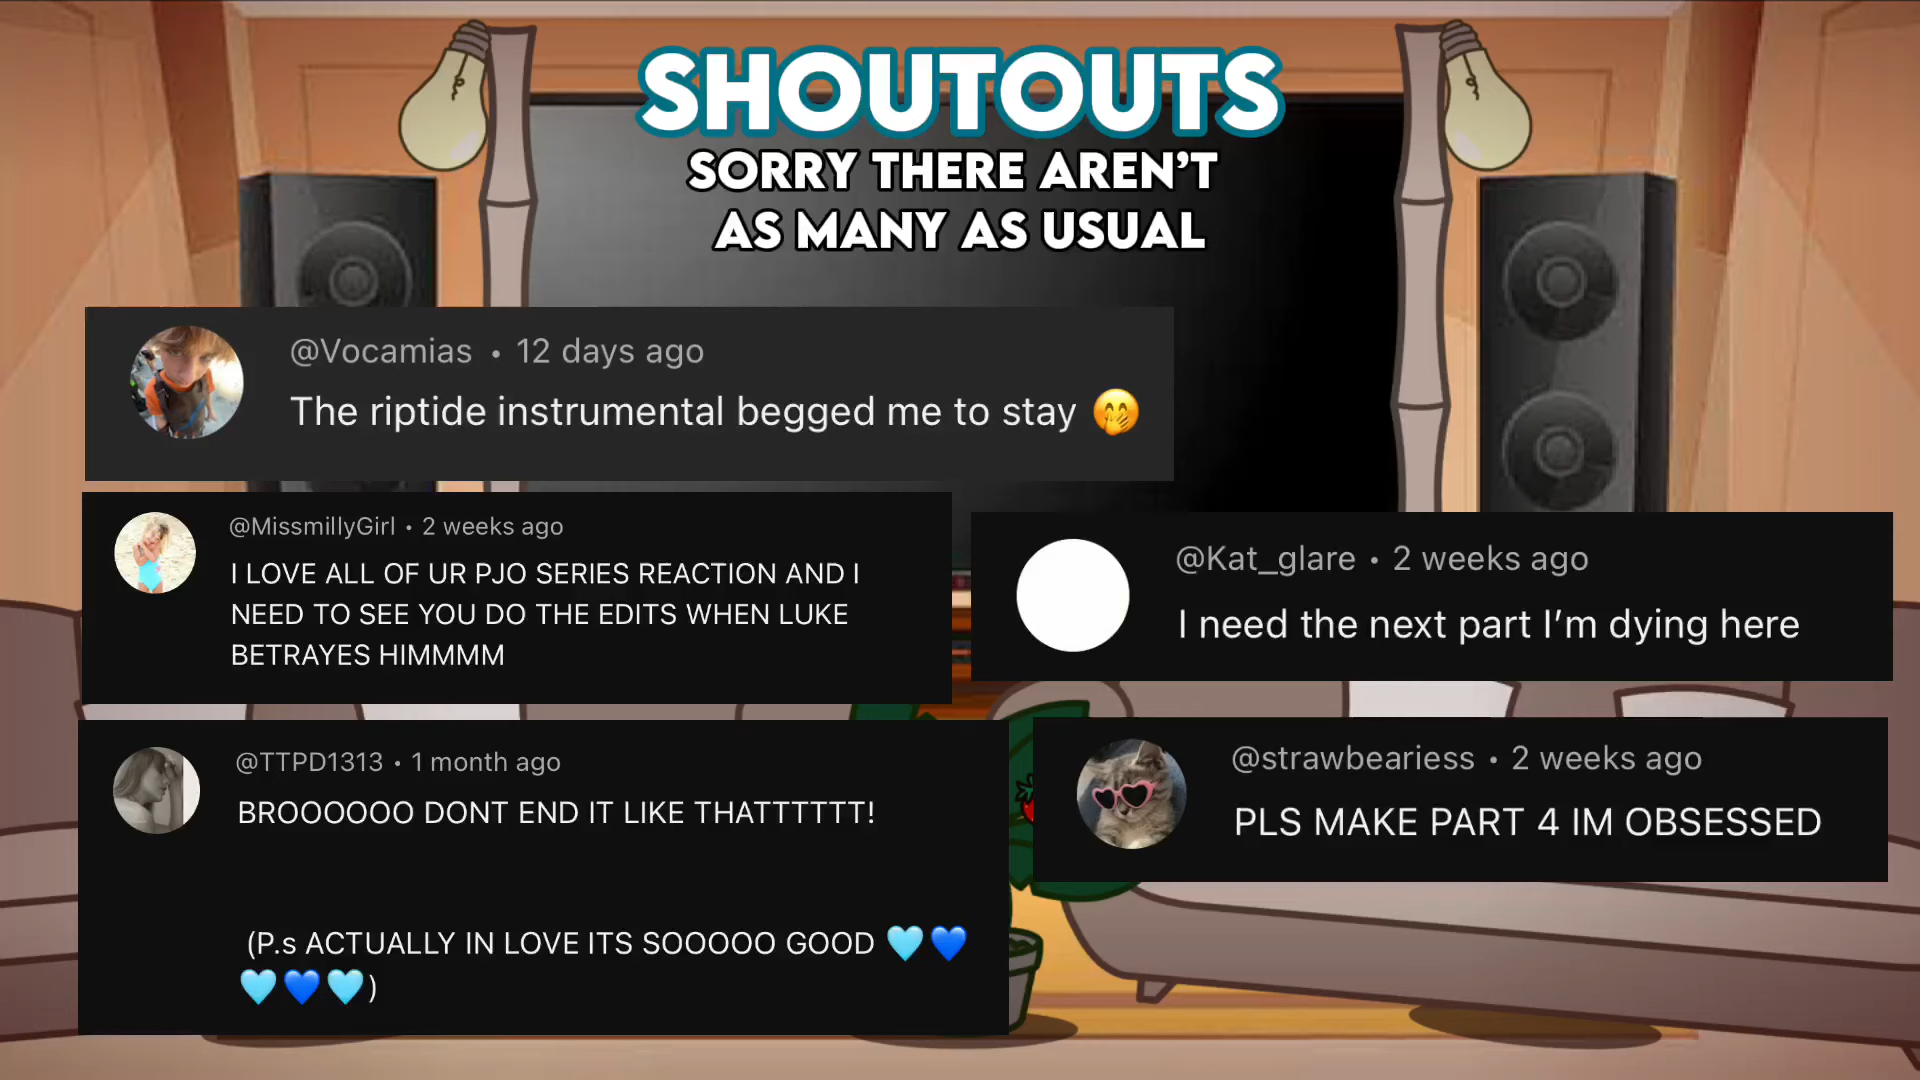 SHOUTOUTS
SORRY THERE AREN'T
AS MANY AS USUAL
@Vocamias • 12 days ago
The riptide instrumental begged me to stay 🤭
@MissmillyGirl • 2 weeks ago
I LOVE ALL OF UR PJO SERIES REACTION AND I
NEED TO SEE YOU DO THE EDITS WHEN LUKE
BETRAYES HIMMMM
@Kat_glare • 2 weeks ago
I need the next part I'm dying here
@TTPD1313 • 1 month ago
BROOOOOO DONT END IT LIKE THATTTTTT!
(P.s ACTUALLY IN LOVE ITS SOOOOO GOOD 🩵💙
🩵💙🩵)
@strawbeariess • 2 weeks ago
PLS MAKE PART 4 IM OBSESSED